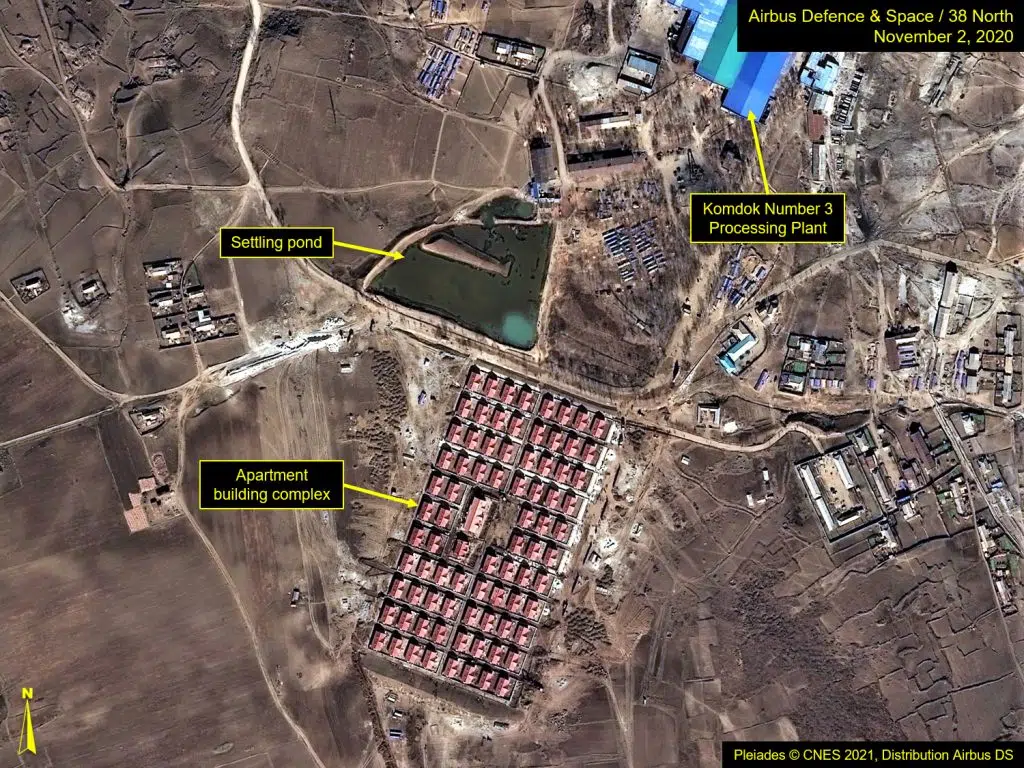 Airbus Defence & Space / 38 North
November 2, 2020
Komdok Number 3
Processing Plant
Settling pond
Apartment
building complex
N
Pleiades © CNES 2021, Distribution Airbus DS